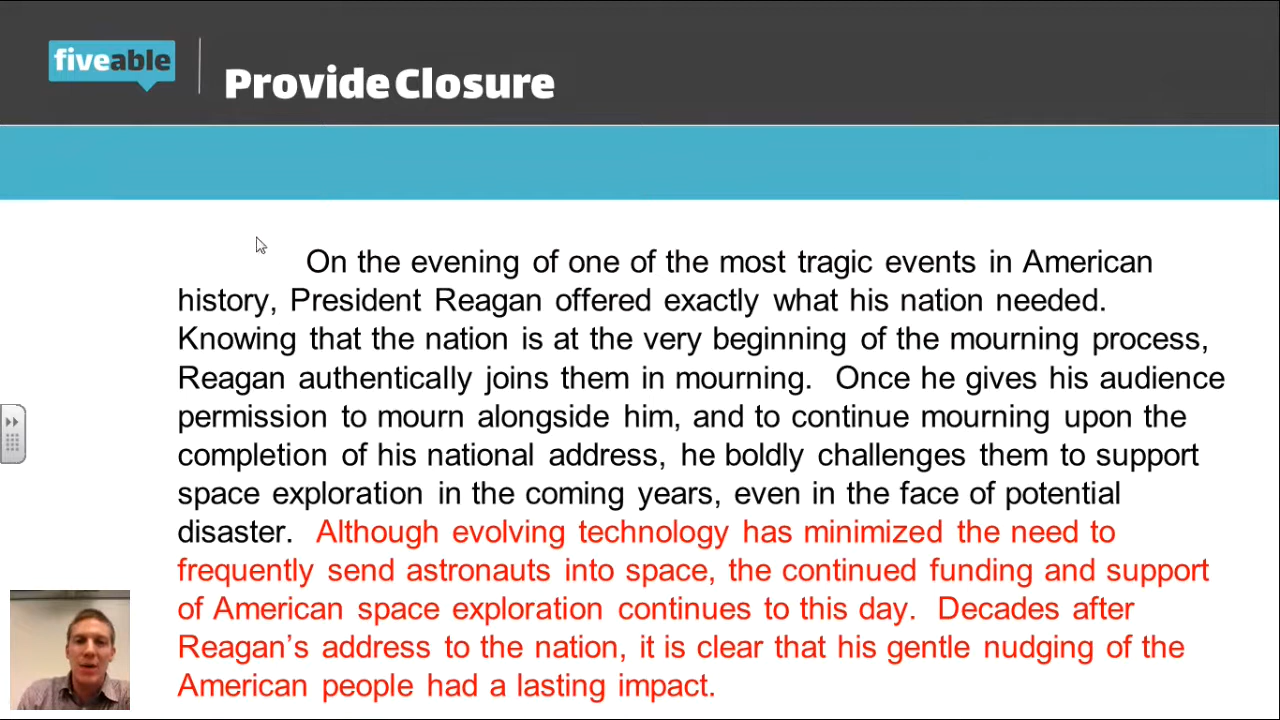 fiveable
Provide Closure
On the evening of one of the most tragic events in American
history, President Reagan offered exactly what his nation needed.
Knowing that the nation is at the very beginning of the mourning process,
Reagan authentically joins them in mourning.  Once he gives his audience
permission to mourn alongside him, and to continue mourning upon the
completion of his national address, he boldly challenges them to support
space exploration in the coming years, even in the face of potential
disaster.  Although evolving technology has minimized the need to
frequently send astronauts into space, the continued funding and support
of American space exploration continues to this day.  Decades after
Reagan’s address to the nation, it is clear that his gentle nudging of the
American people had a lasting impact.